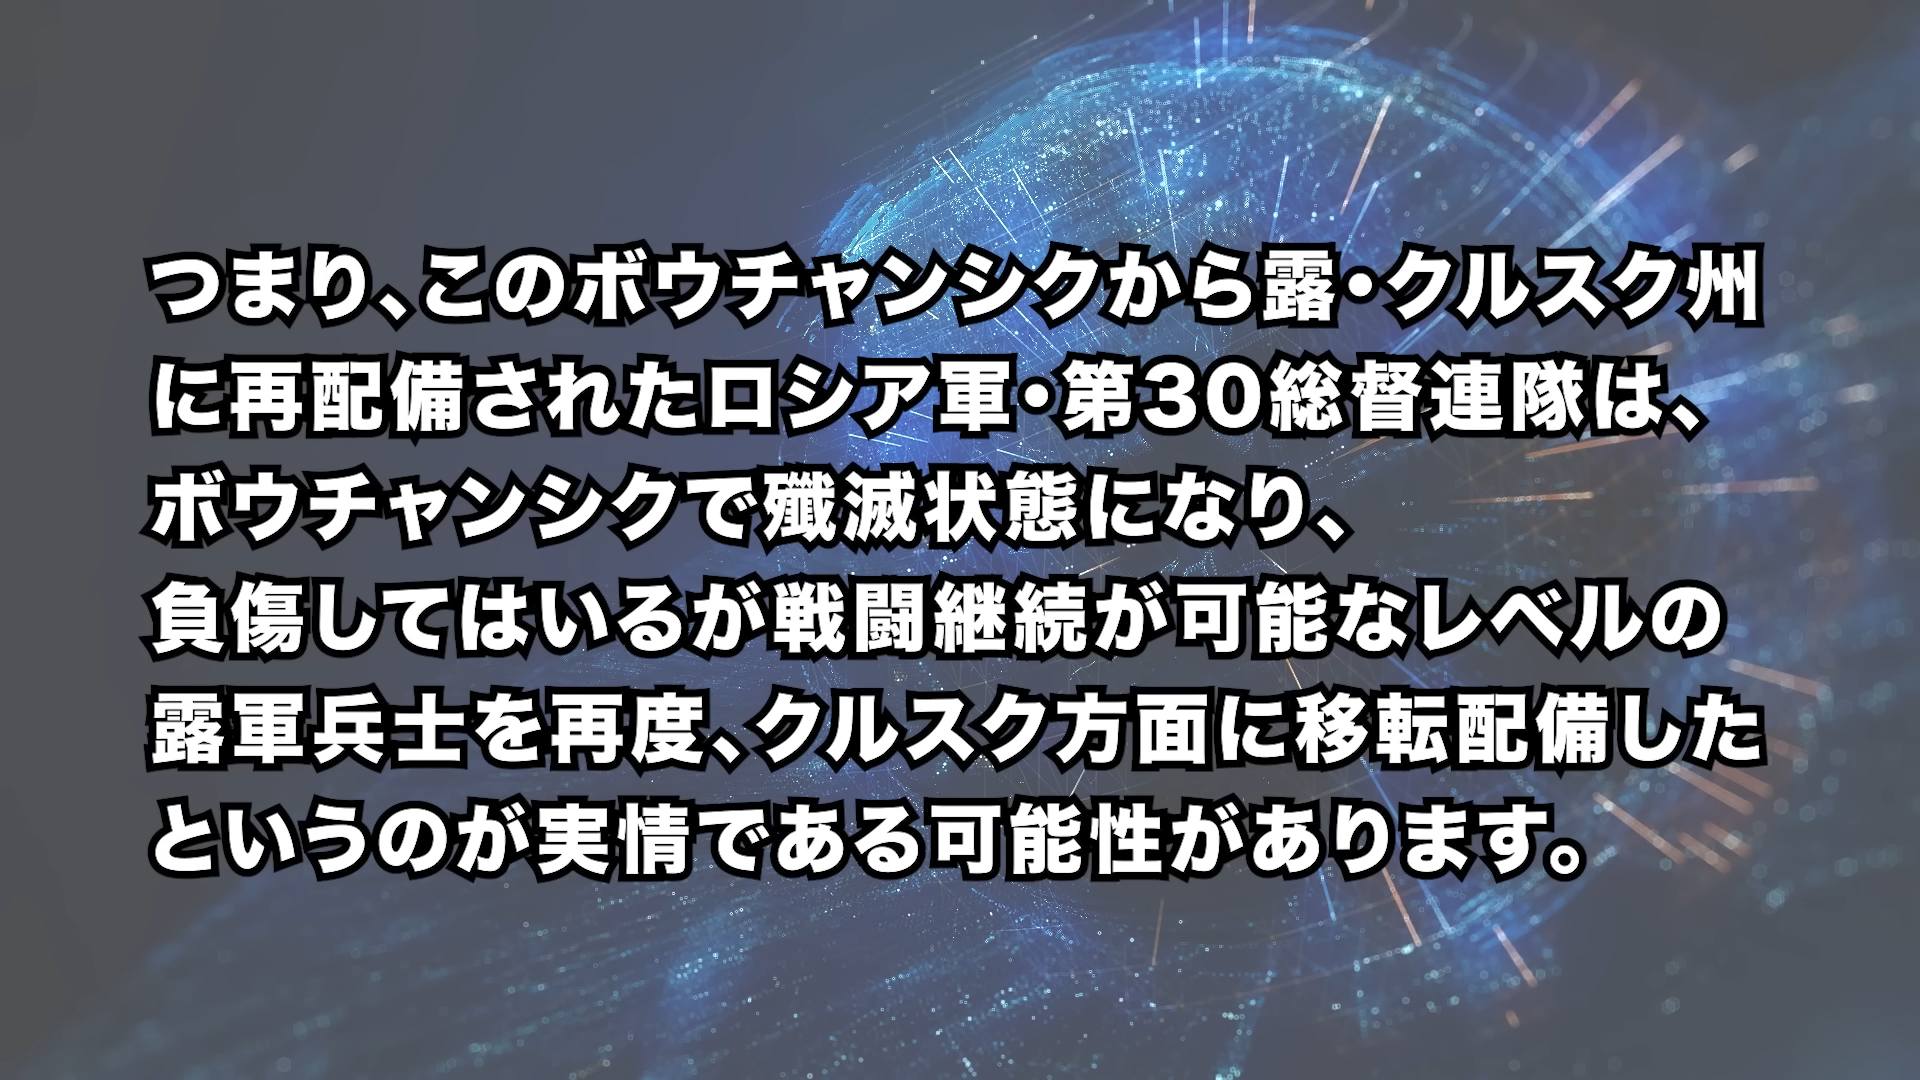 つまり、このボウチャンシクから露・クルスク州
に再配備されたロシア軍・第30総督連隊は、
ボウチャンシクで殲滅状態になり、
負傷してはいるが戦闘継続が可能なレベルの
露軍兵士を再度、クルスク方面に移転配備した
というのが実情である可能性があります。